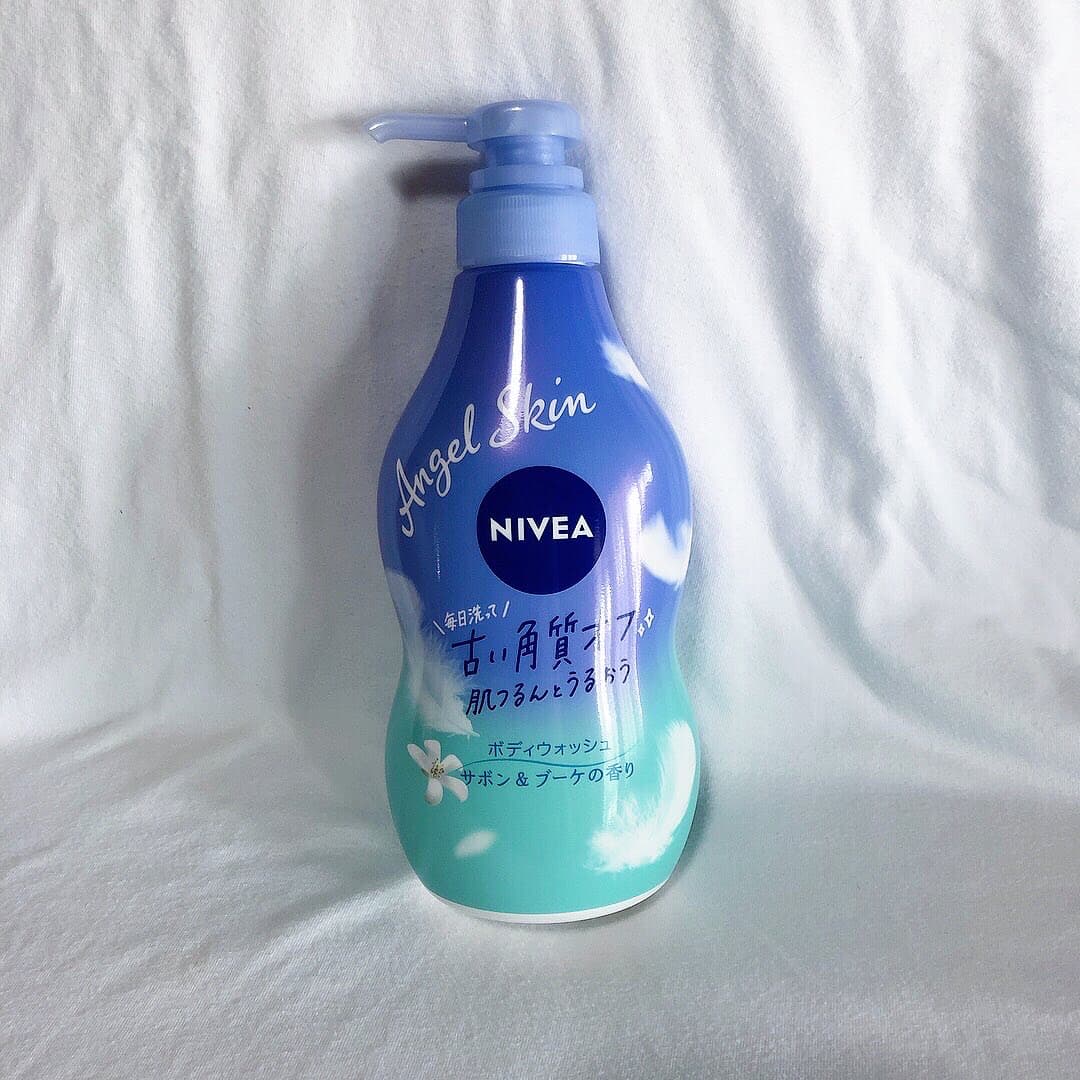 Angel Skin
NIVEA
\毎日洗って/
古い角質オフ
肌つるんとうるおう
ボディウォッシュ
サボン&ブーケの香り